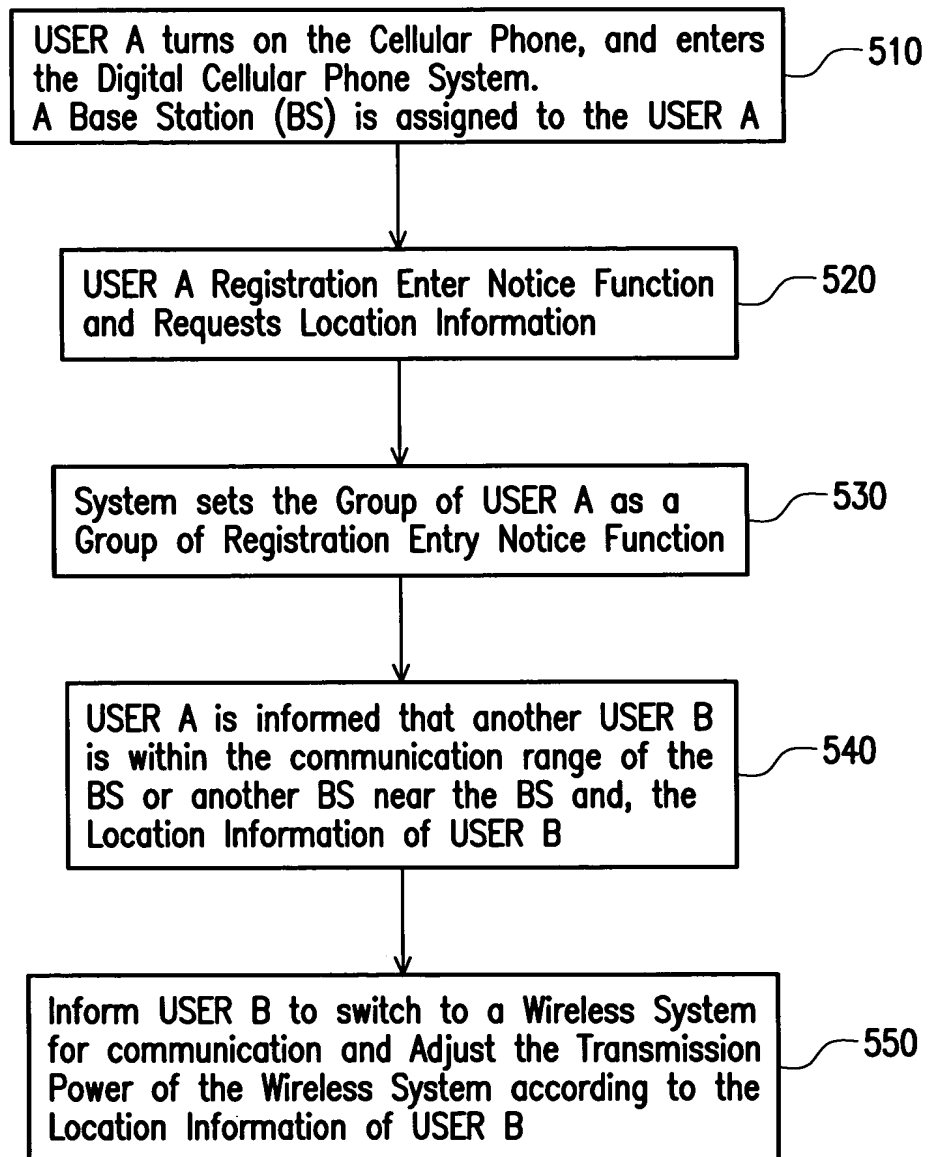 USER A turns on the Cellular Phone, and enters
the Digital Cellular Phone System.
A Base Station (BS) is assigned to the USER A
510
USER A Registration Enter Notice Function
and Requests Location Information
520
System sets the Group of USER A as a
Group of Registration Entry Notice Function
530
USER A is informed that another USER B
is within the communication range of the
BS or another BS near the BS and, the
Location Information of USER B
540
Inform USER B to switch to a Wireless System
for communication and Adjust the Transmission
Power of the Wireless System according to the
Location Information of USER B
550